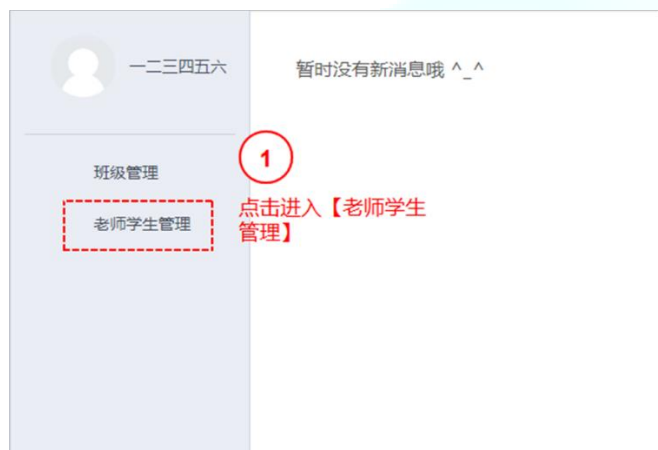 一二三四五六
暂时没有新消息哦 ^_^
班级管理
1
老师学生管理
点击进入【老师学生
管理】